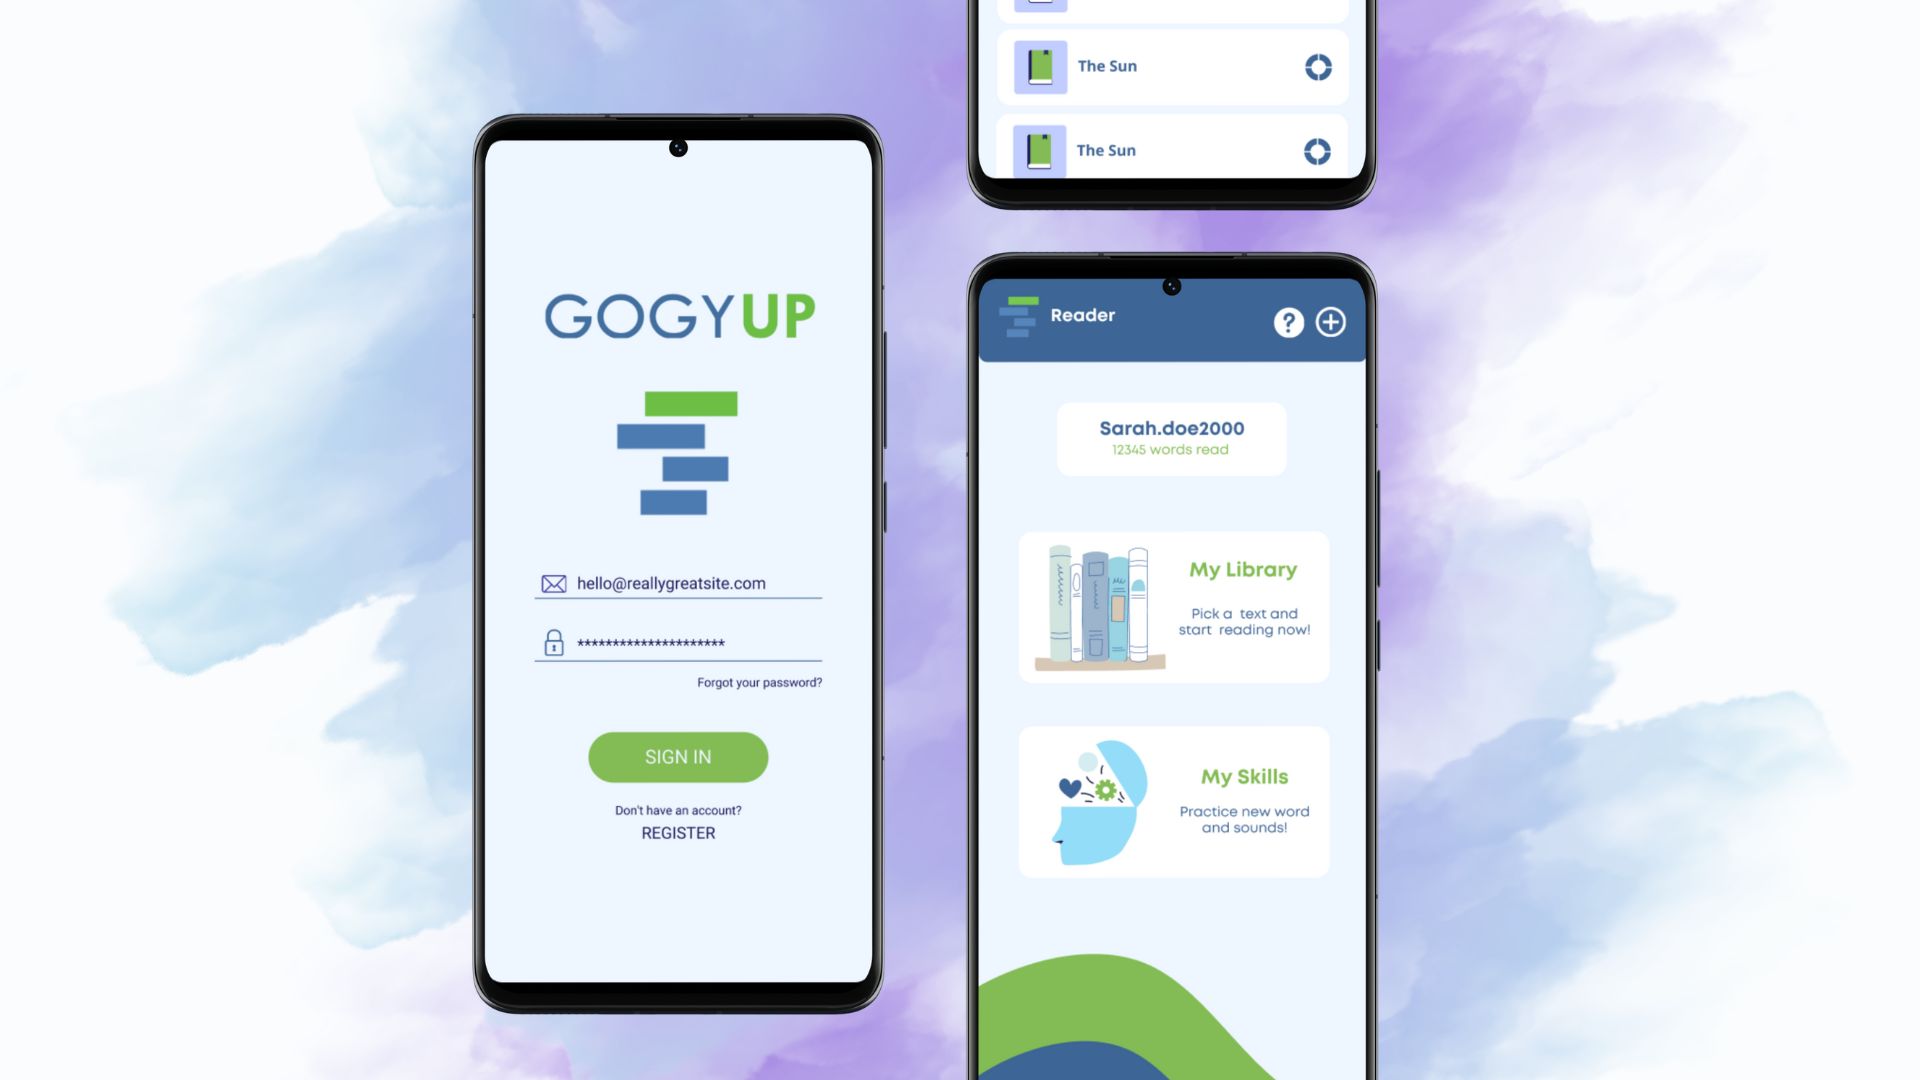 GOGYUP
hello@reallygreatsite.com
*********************
Forgot your password?
SIGN IN
Don't have an account?
REGISTER
The Sun
The Sun
Reader
?
Sarah.doe2000
12345 words read
My Library
Pick a text and
start reading now!
My Skills
Practice new word
and sounds!